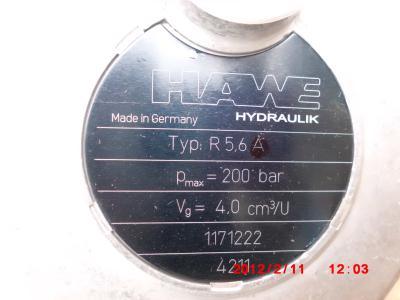 HAWE
Made in Germany HYDRAULIK
Typ: R 5,6 A
pmax = 200 bar
Vg = 4,0 cm³/U
1171222
4211
2012/2/11 12:03